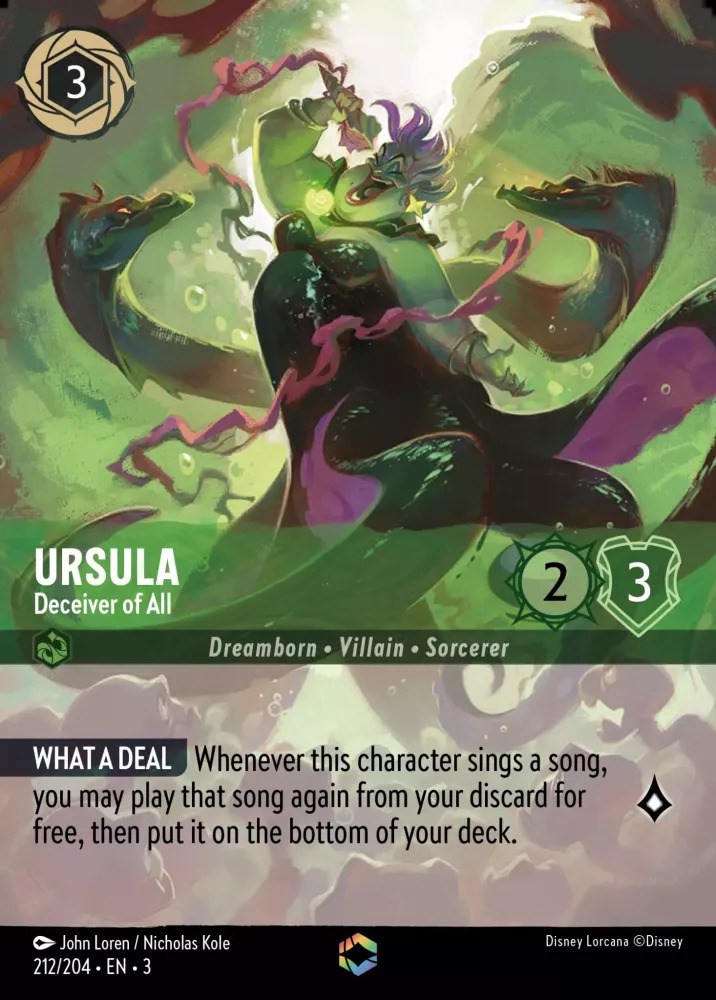 3
URSULA
Deceiver of All
2
3
Dreamborn • Villain • Sorcerer
WHAT A DEAL Whenever this character sings a song,
you may play that song again from your discard for
free, then put it on the bottom of your deck.
John Loren / Nicholas Kole
Disney Lorcana ©Disney
212/204 • EN • 3